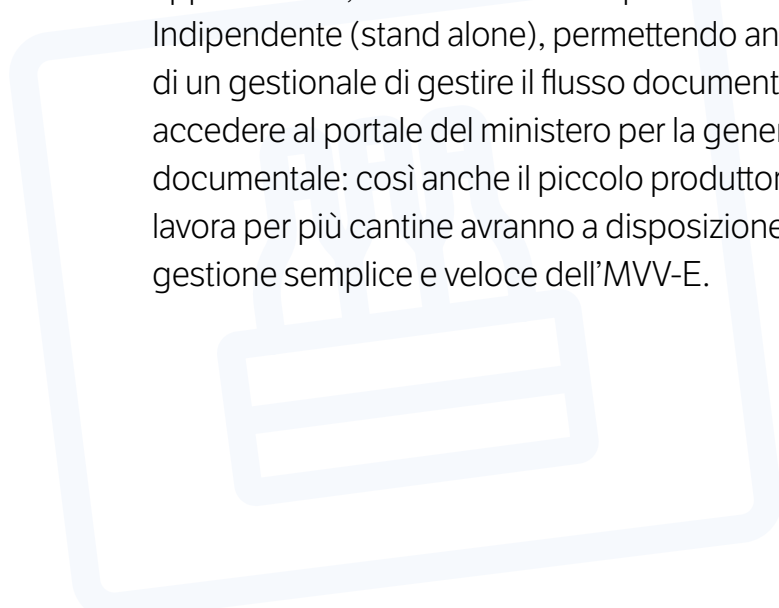 Indipendente (stand alone), permettendo an
di un gestionale di gestire il flusso document
accedere al portale del ministero per la gener
documentale: così anche il piccolo produttor
lavora per più cantine avranno a disposizione
gestione semplice e veloce dell’MVV-E.